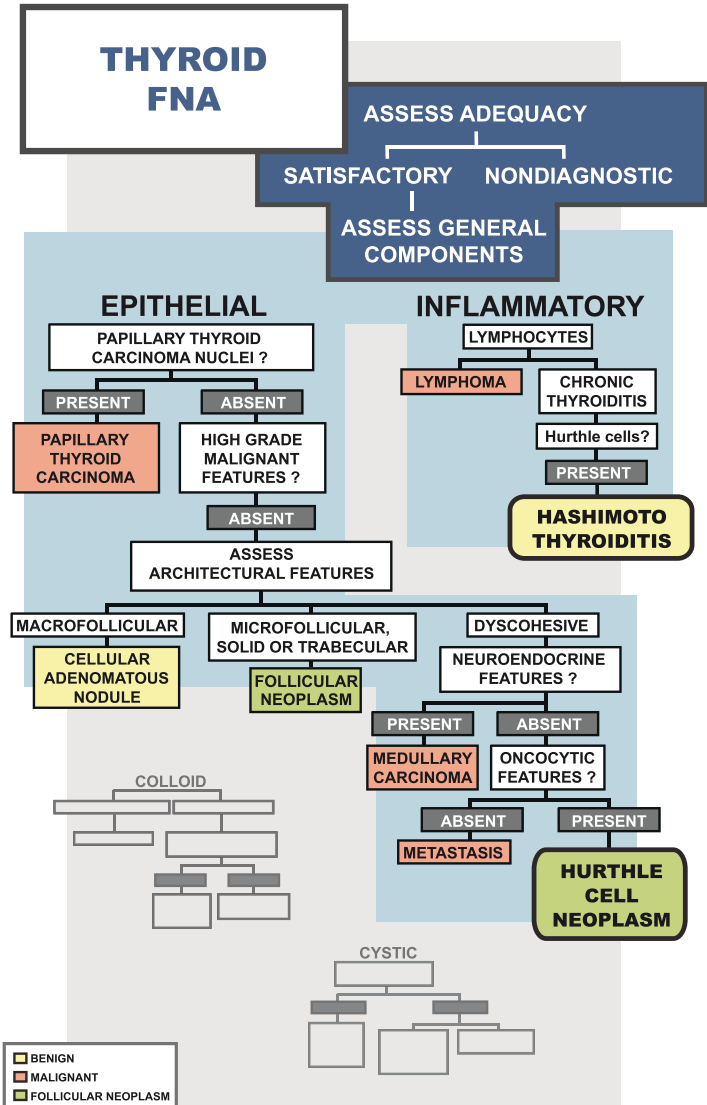 THYROID
FNA
ASSESS ADEQUACY
SATISFACTORY
NONDIAGNOSTIC
ASSESS GENERAL
COMPONENTS
EPITHELIAL
PAPILLARY THYROID
CARCINOMA NUCLEI ?
PRESENT
ABSENT
PAPILLARY
THYROID
CARCINOMA
HIGH GRADE
MALIGNANT
FEATURES ?
ABSENT
ASSESS
ARCHITECTURAL FEATURES
MACROFOLLICULAR
CELLULAR
ADENOMATOUS
NODULE
MICROFOLLICULAR,
SOLID OR TRABECULAR
FOLLICULAR
NEOPLASM
DYSCOHESIVE
NEUROENDOCRINE
FEATURES ?
PRESENT
ABSENT
MEDULLARY
CARCINOMA
ONCOCYTIC
FEATURES ?
ABSENT
PRESENT
METASTASIS
HURTHLE
CELL
NEOPLASM
INFLAMMATORY
LYMPHOCYTES
LYMPHOMA
CHRONIC
THYROIDITIS
Hurthle cells?
PRESENT
HASHIMOTO
THYROIDITIS
COLLOID
CYSTIC
BENIGN
MALIGNANT
FOLLICULAR NEOPLASM